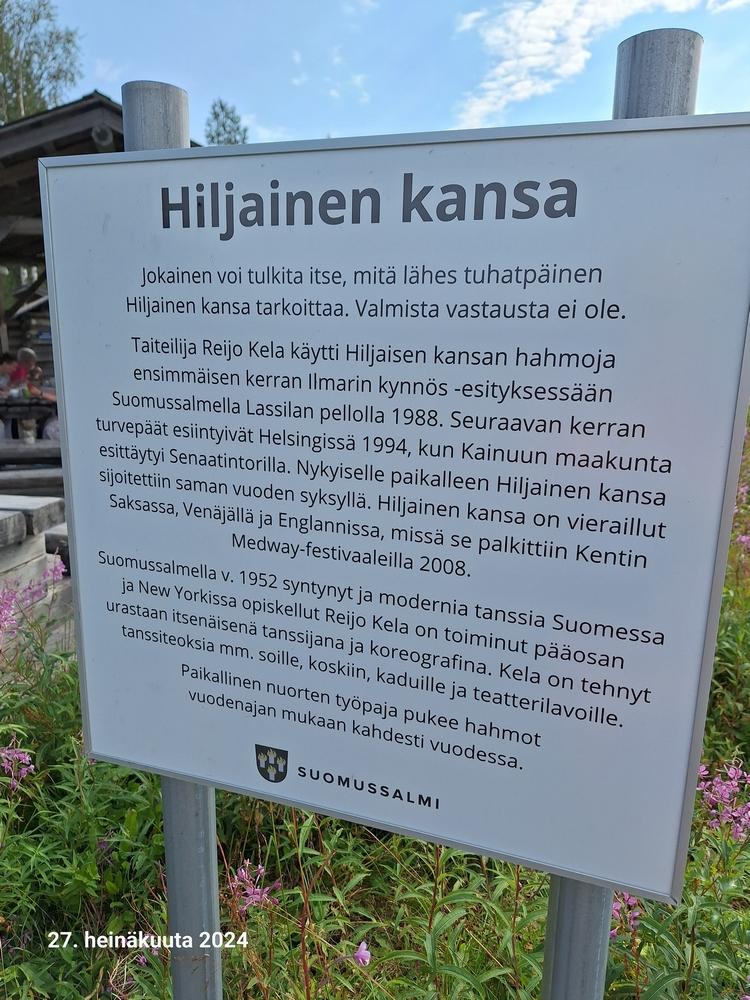 Hiljainen kansa
Jokainen voi tulkita itse, mitä lähes tuhatpäinen
Hiljainen kansa tarkoittaa. Valmista vastausta ei ole.
Taiteilija Reijo Kela käytti Hiljaisen kansan hahmoja
ensimmäisen kerran Ilmarin kynnös -esityksessään
Suomussalmella Lassilan pellolla 1988. Seuraavan kerran
turvepäät esiintyivät Helsingissä 1994, kun Kainuun maakunta
esittäytyi Senaatintorilla. Nykyiselle paikalleen Hiljainen kansa
sijoitettiin saman vuoden syksyllä. Hiljainen kansa on vieraillut
Saksassa, Venäjällä ja Englannissa, missä se palkittiin Kentin
Medway-festivaaleilla 2008.
Suomussalmella v. 1952 syntynyt ja modernia tanssia Suomessa
ja New Yorkissa opiskellut Reijo Kela on toiminut pääosan
urastaan itsenäisenä tanssijana ja koreografina. Kela on tehnyt
tanssiteoksia mm. soille, koskiin, kaduille ja teatterilavoille.
Paikallinen nuorten työpaja pukee hahmot
vuodenajan mukaan kahdesti vuodessa.
SUOMUSSALMI
27. heinäkuuta 2024